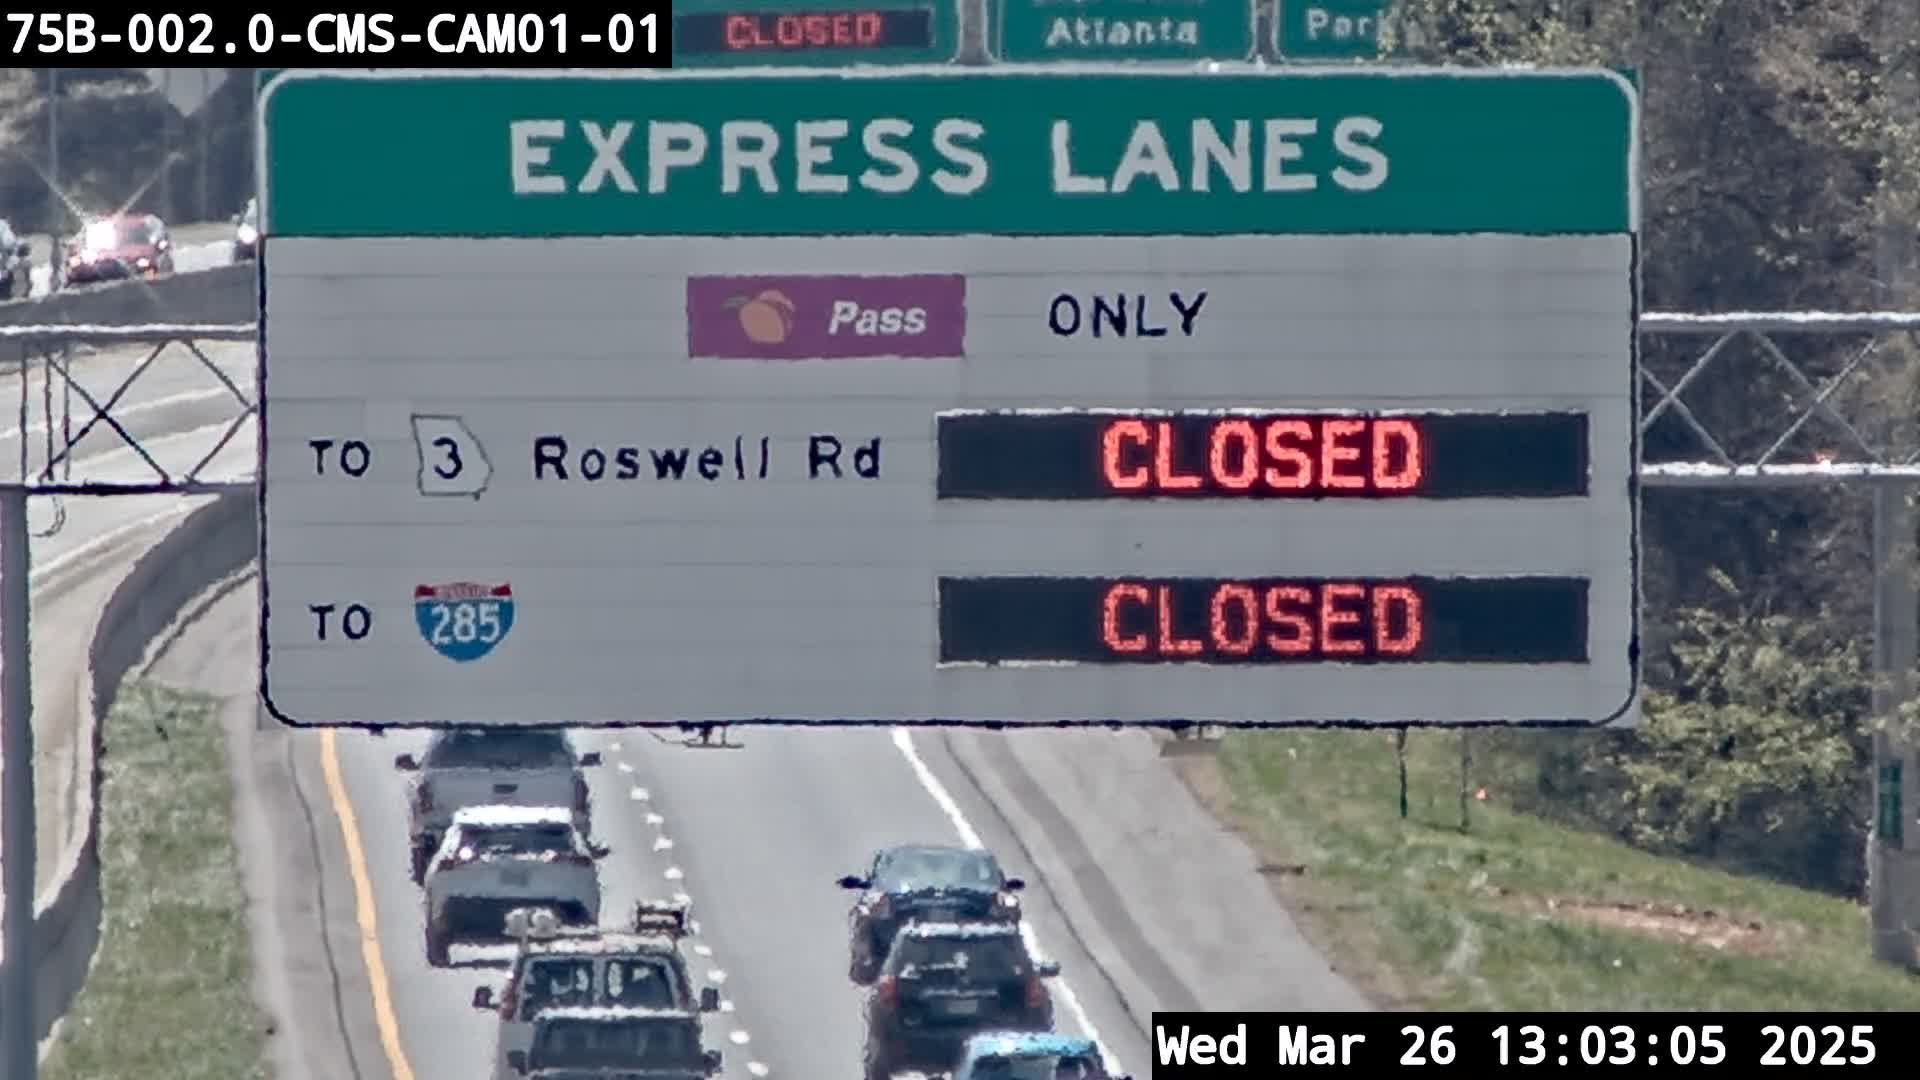 75B-002.0-CMS-CAM01-01
CLOSED
Atlanta
EXPRESS LANES
Pass ONLY
TO 3 Roswell Rd CLOSED
TO 285 CLOSED
Wed Mar 26 13:03:05 2025